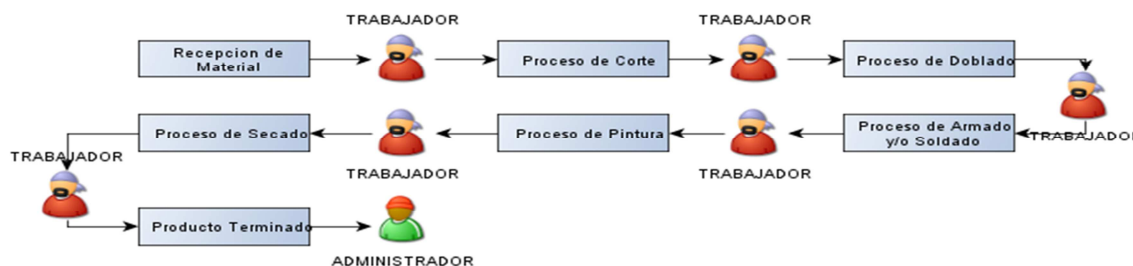 TRABAJADOR
TRABAJADOR
Recepcion de
Material
Proceso de Corte
Proceso de Doblado
TRABAJADOR
Proceso de Armado
y/o Soldado
TRABAJADOR
Proceso de Pintura
TRABAJADOR
Proceso de Secado
TRABAJADOR
Producto Terminado
ADMINISTRADOR